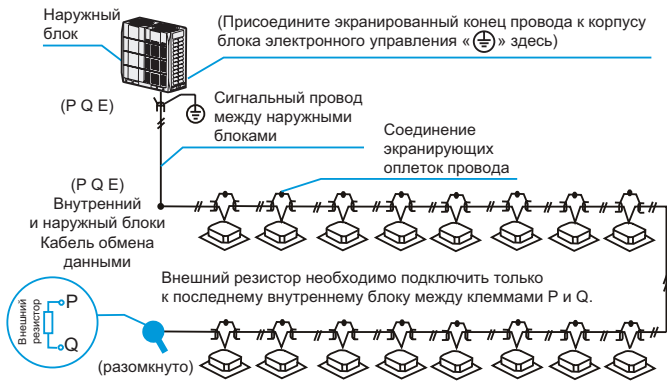 Наружный
блок
(Присоедините экранированный конец провода к корпусу
блока электронного управления «⏚» здесь)
(P Q E)
Сигнальный провод
между наружными
блоками
Соединение
экранирующих
оплеток провода
(P Q E)
Внутренний
и наружный блоки
Кабель обмена
данными
Внешний резистор необходимо подключить только
к последнему внутреннему блоку между клеммами P и Q.
Внешний
резистор
P
Q
(разомкнуто)